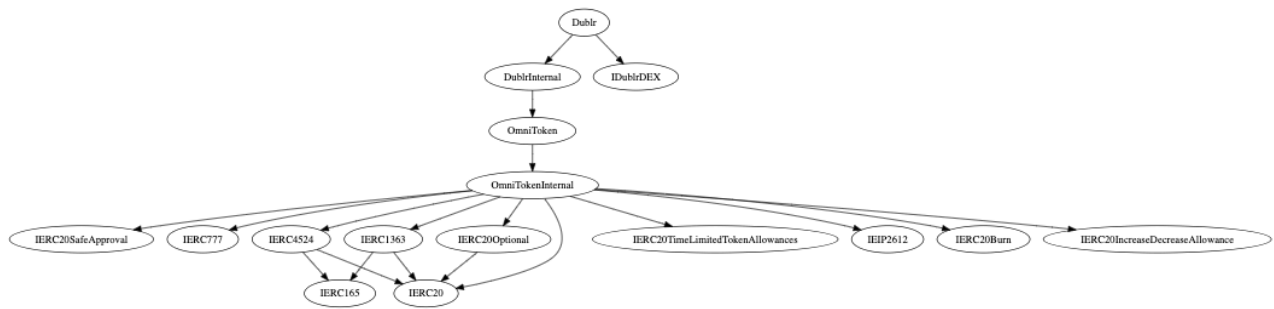 Dublr
DublrInternal
IDublrDEX
OmniToken
OmniTokenInternal
IERC20SafeApproval
IERC777
IERC4524
IERC1363
IERC20Optional
IERC20TimeLimitedTokenAllowances
IEIP2612
IERC20Burn
IERC20IncreaseDecreaseAllowance
IERC165
IERC20